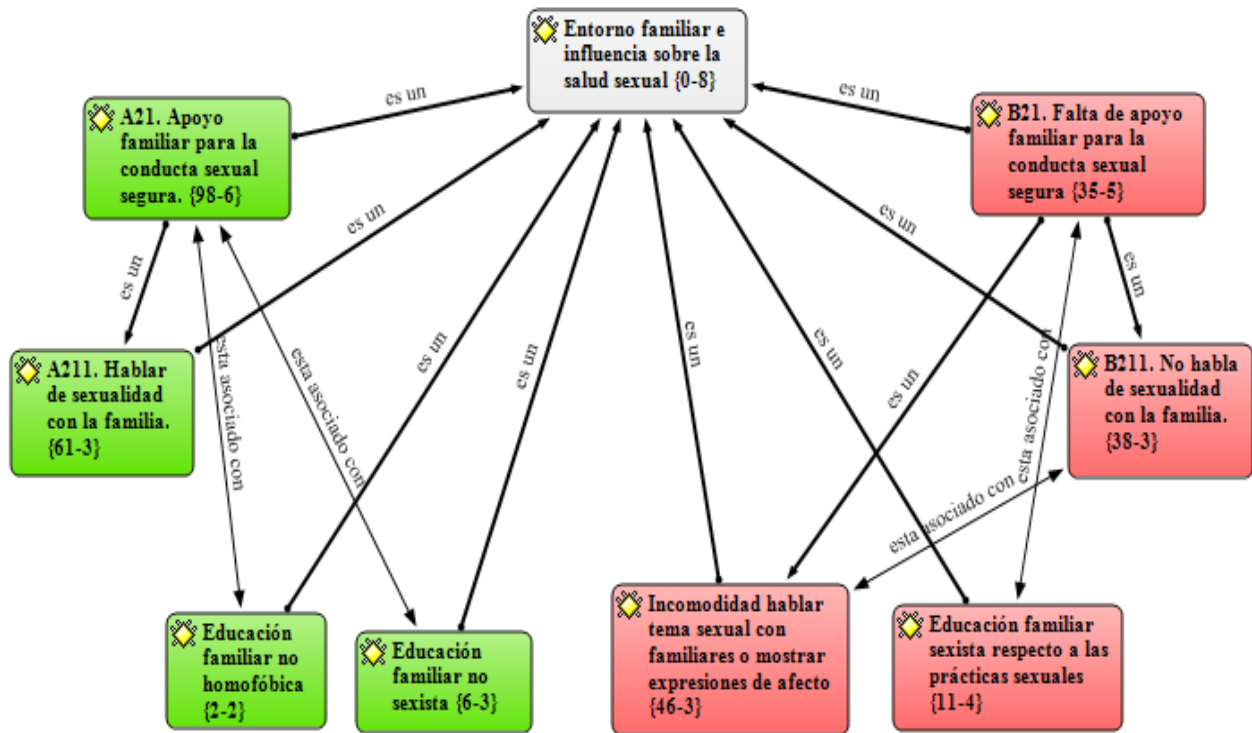 Entorno familiar e
influencia sobre la
salud sexual {0-8}
es un
es un
A21. Apoyo
familiar para la
conducta sexual
segura. {98-6}
B21. Falta de apoyo
familiar para la
conducta sexual
segura {35-5}
es un
es un
es un
es un
A211. Hablar
de sexualidad
con la familia.
{61-3}
esta asociado con
esta asociado con
es un
es un
es un
es un
es un
esta asociado con
B211. No habla
de sexualidad
con la familia.
{38-3}
esta asociado con
Educación
familiar no
homofóbica
{2-2}
Educación
familiar no
sexista {6-3}
Incomodidad hablar
tema sexual con
familiares o mostrar
expresiones de afecto
{46-3}
Educación familiar
sexista respecto a las
prácticas sexuales
{11-4}